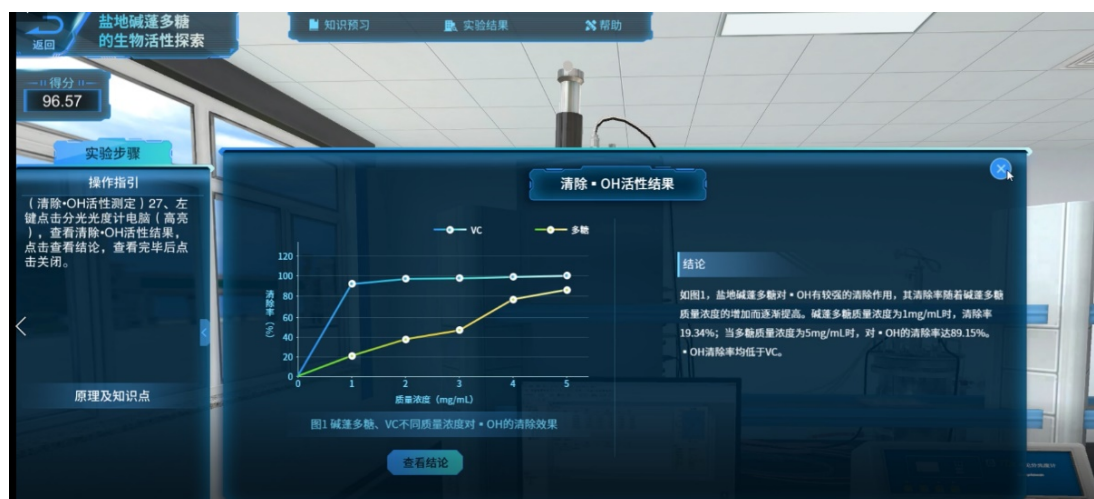 返回
盐地碱蓬多糖
的生物活性探索
知识预习
实验结果
帮助
得分
96.57
实验步骤
操作指引
（清除•OH活性测定）27、左
键点击分光光度计电脑（高亮
），查看清除•OH活性结果，
点击查看结论，查看完毕后点
击关闭。
原理及知识点
清除•OH活性结果
VC
多糖
清除率（%）
120
100
80
60
40
20
0
0
1
2
3
4
5
质量浓度（mg/mL）
图1 碱蓬多糖、VC不同质量浓度对•OH的清除效果
查看结论
结论
如图1，盐地碱蓬多糖对•OH有较强的清除作用，其清除率随着碱蓬多糖
质量浓度的增加而逐渐提高。碱蓬多糖质量浓度为1mg/mL时，清除率
19.34%；当多糖质量浓度为5mg/mL时，对•OH的清除率达89.15%。
•OH清除率均低于VC。